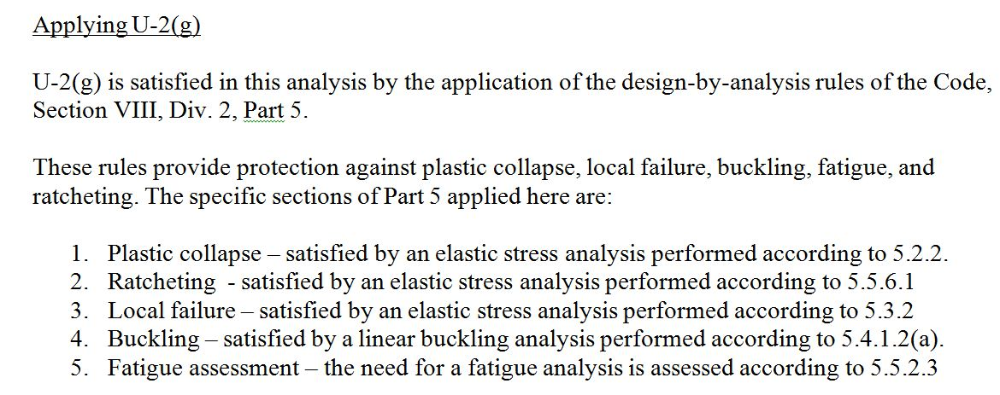 Applying U-2(g)
U-2(g) is satisfied in this analysis by the application of the design-by-analysis rules of the Code,
Section VIII, Div. 2, Part 5.
These rules provide protection against plastic collapse, local failure, buckling, fatigue, and
ratcheting. The specific sections of Part 5 applied here are:
1. Plastic collapse – satisfied by an elastic stress analysis performed according to 5.2.2.
2. Ratcheting - satisfied by an elastic stress analysis performed according to 5.5.6.1
3. Local failure – satisfied by an elastic stress analysis performed according to 5.3.2
4. Buckling – satisfied by a linear buckling analysis performed according to 5.4.1.2(a).
5. Fatigue assessment – the need for a fatigue analysis is assessed according to 5.5.2.3